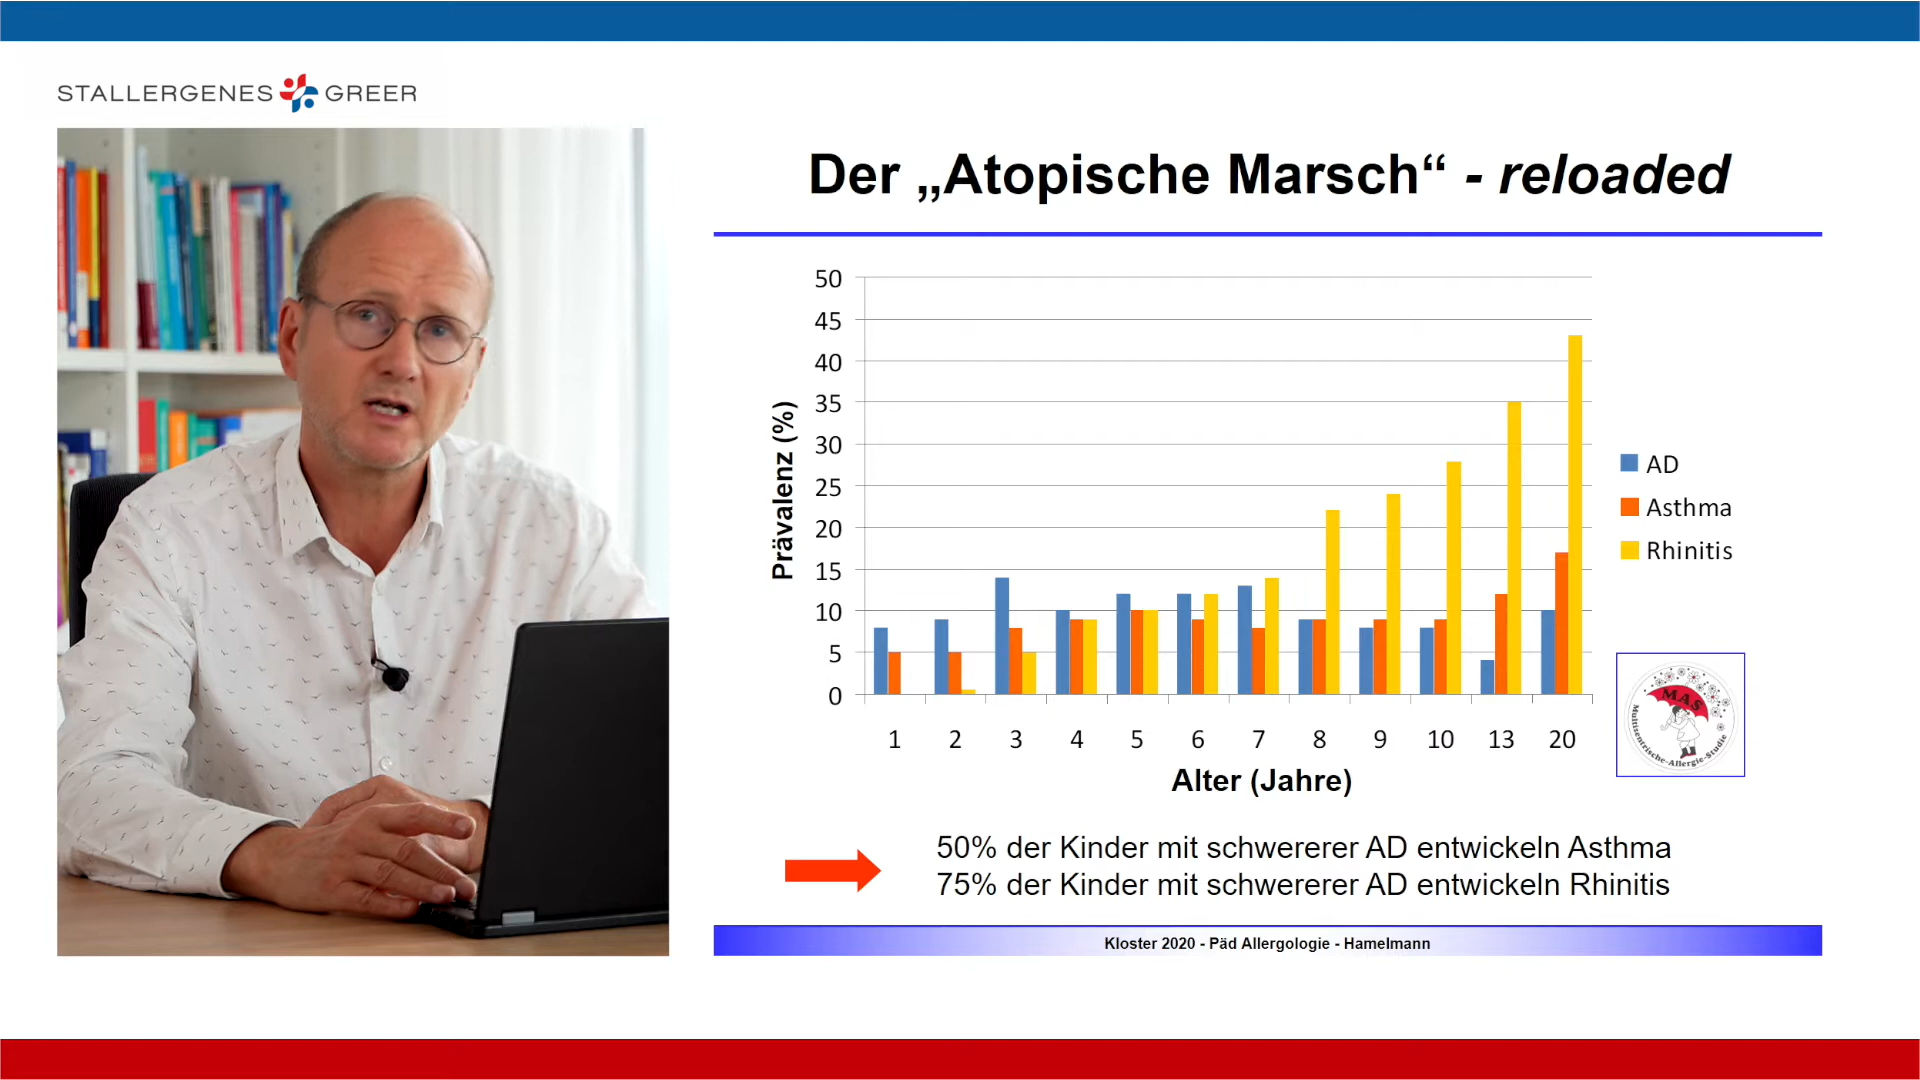 STALLERGENES GREER
Der „Atopische Marsch“ - reloaded
50
45
40
35
30
25
20
15
10
5
0
Prävalenz (%)
1 2 3 4 5 6 7 8 9 10 13 20
Alter (Jahre)
AD
Asthma
Rhinitis
MAS
Multizentrische-Allergie-Studie
50% der Kinder mit schwererer AD entwickeln Asthma
75% der Kinder mit schwererer AD entwickeln Rhinitis
Kloster 2020 - Päd Allergologie - Hamelmann